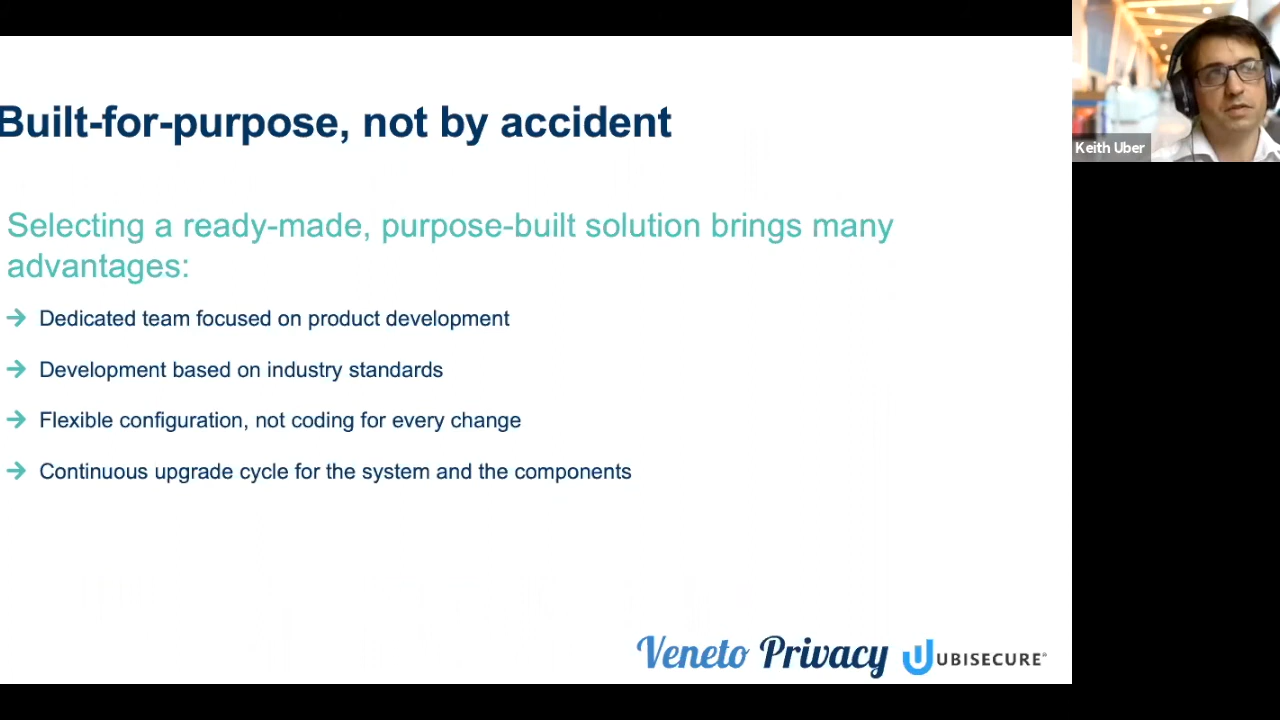 Built-for-purpose, not by accident
Selecting a ready-made, purpose-built solution brings many
advantages:
→ Dedicated team focused on product development
→ Development based on industry standards
→ Flexible configuration, not coding for every change
→ Continuous upgrade cycle for the system and the components
Veneto Privacy
UBISECURE®
Keith Uber